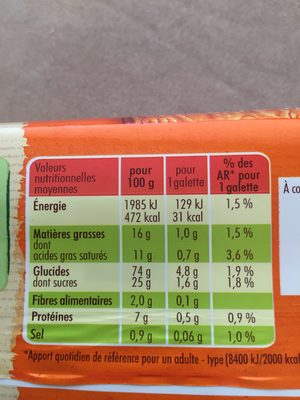 Valeurs nutritionnelles moyennes pour 100 g pour 1galette % des AR* pour 1 galette
Énergie 1985 kJ 129 kJ 1,5 %
472 kcal 31 kcal
Matières grasses 16 g 1,0 g 1,5 %
dont
acides gras saturés 11 g 0,7 g 3,6 %
Glucides 74 g 4,8 g 1,9 %
dont sucres 25 g 1,6 g 1,8 %
Fibres alimentaires 2,0 g 0,1 g
Protéines 7 g 0,5 g 0,9 %
Sel 0,9 g 0,06 g 1,0 %
*Apport quotidien de référence pour un adulte - type (8400 kJ/2000 kcal
À co